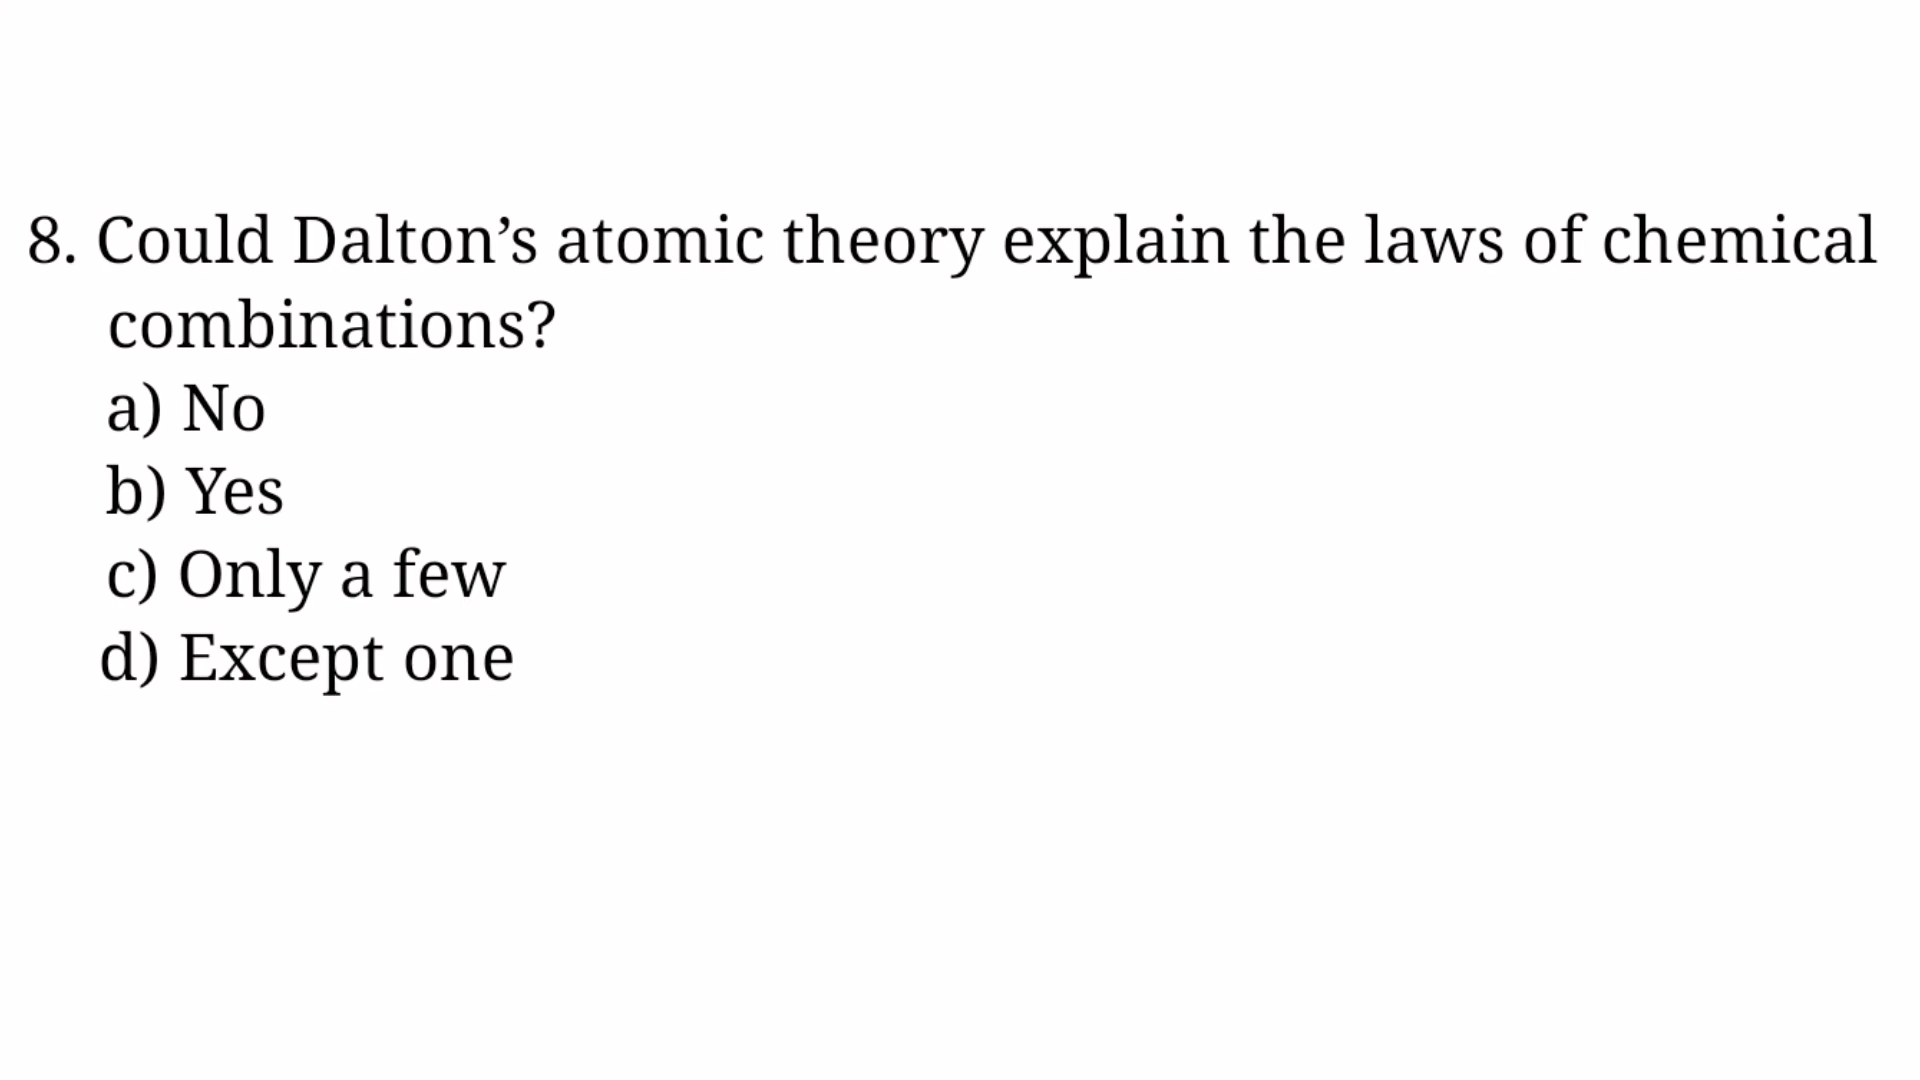 8. Could Dalton’s atomic theory explain the laws of chemical
combinations?
a) No
b) Yes
c) Only a few
d) Except one